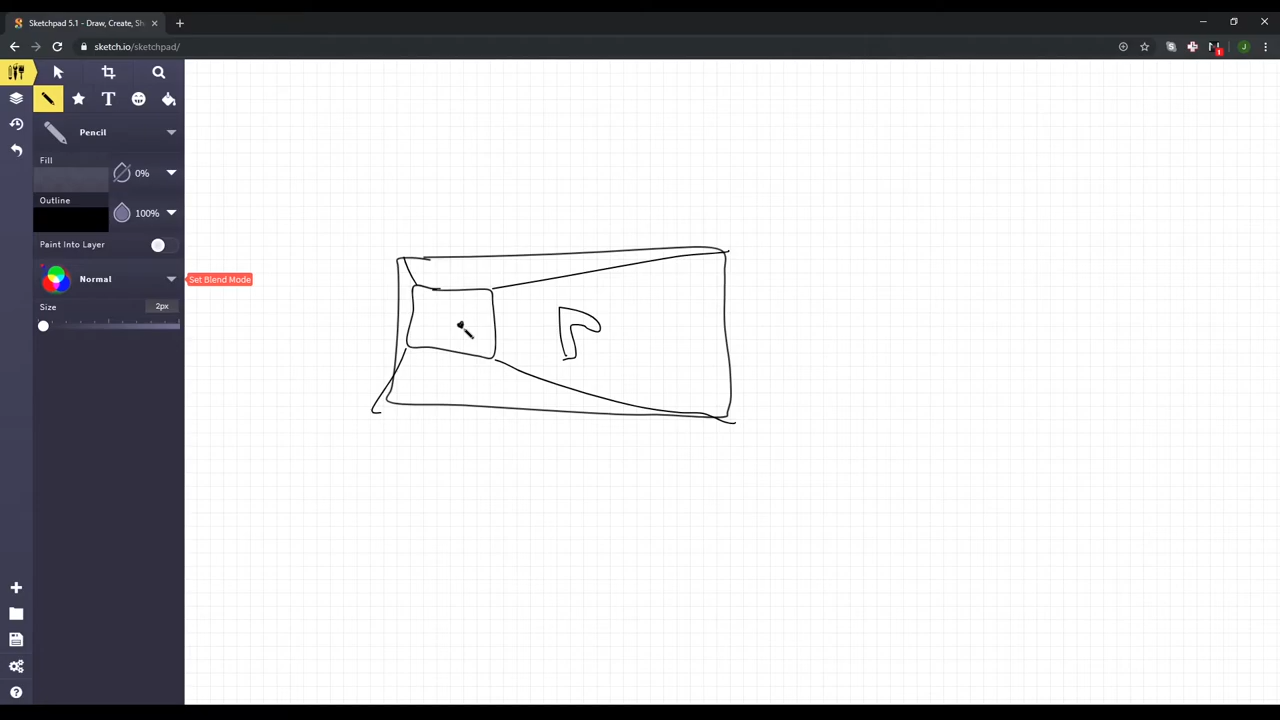 Sketchpad 5.1 - Draw, Create, Sh
sketch.io/sketchpad/
J
1
T
Pencil
Fill
0%
Outline
100%
Paint Into Layer
Normal
Set Blend Mode
Size
2px